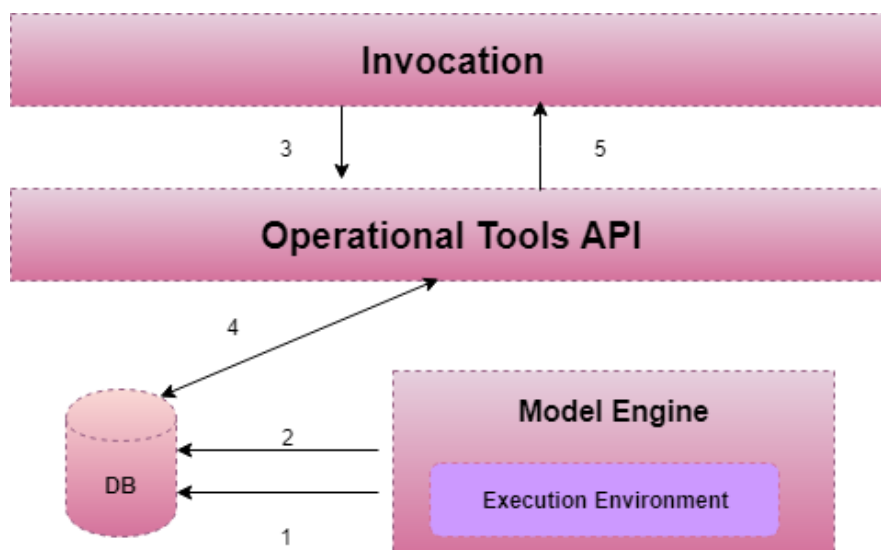 Invocation
3
5
Operational Tools API
4
Model Engine
2
DB
Execution Environment
1